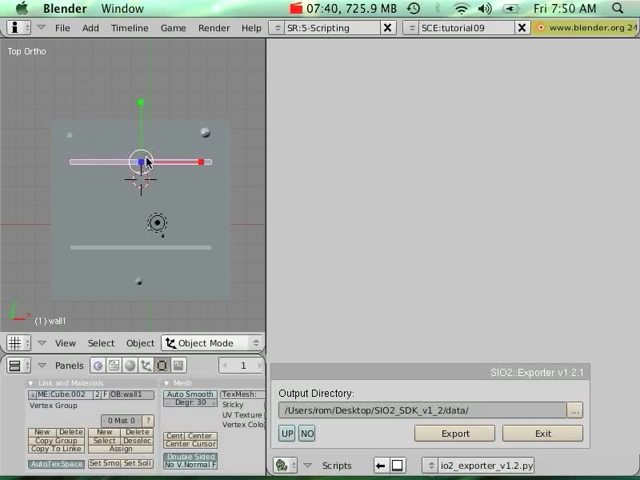 Blender Window 07:40, 725.9 MB Fri 7:50 AM
File Add Timeline Game Render Help SR:5-Scripting SCE:tutorial09 www.blender.org 24
Top Ortho
(1) wall1
View Select Object Object Mode
Panels 1
Link and Materials
ME:Cube.002 2 F OB:wall1
Vertex Group
0 Mat 0 ?
New Delete New Delete
Copy Group Select Deselec
Copy To Linke Assign
AutoTexSpace Set Smo Set Soli
Mesh
Auto Smooth
Degr: 30
TexMesh:
Sticky
UV Texture
Vertex Colo
Cent Center
Center Cursor
Double Sided
No V.Normal F
SIO2_Exporter v1.2.1
Output Directory:
/Users/rom/Desktop/SIO2_SDK_v1_2/data/ ...
UP NO Export Exit
Scripts io2_exporter_v1.2.py